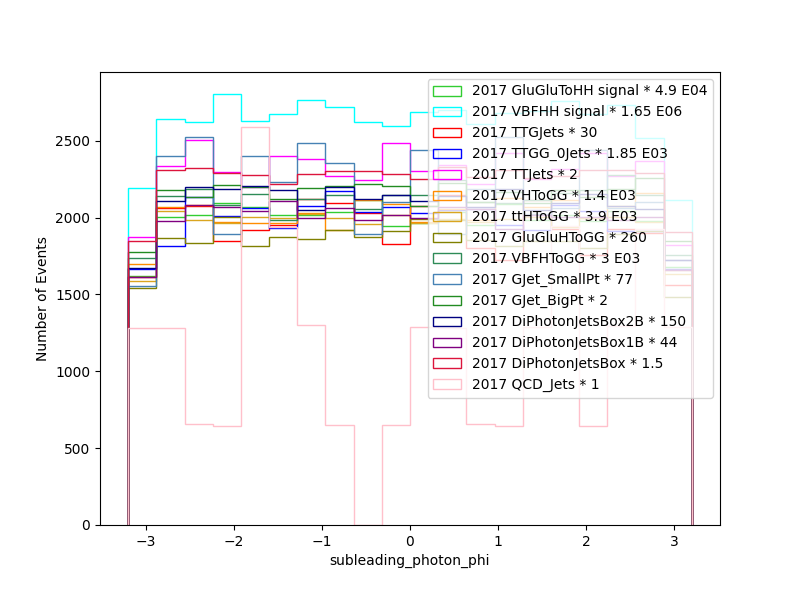 2017 GluGluToHH signal * 4.9 E04
2017 VBFHH signal * 1.65 E06
2017 TTGJets * 30
2017 TTGG_0Jets * 1.85 E03
2017 TTJets * 2
2017 VHToGG * 1.4 E03
2017 ttHToGG * 3.9 E03
2017 GluGluHToGG * 260
2017 VBFHToGG * 3 E03
2017 GJet_SmallPt * 77
2017 GJet_BigPt * 2
2017 DiPhotonJetsBox2B * 150
2017 DiPhotonJetsBox1B * 44
2017 DiPhotonJetsBox * 1.5
2017 QCD_Jets * 1
Number of Events
2500
2000
1500
1000
500
0
−3 −2 −1 0 1 2 3
subleading_photon_phi